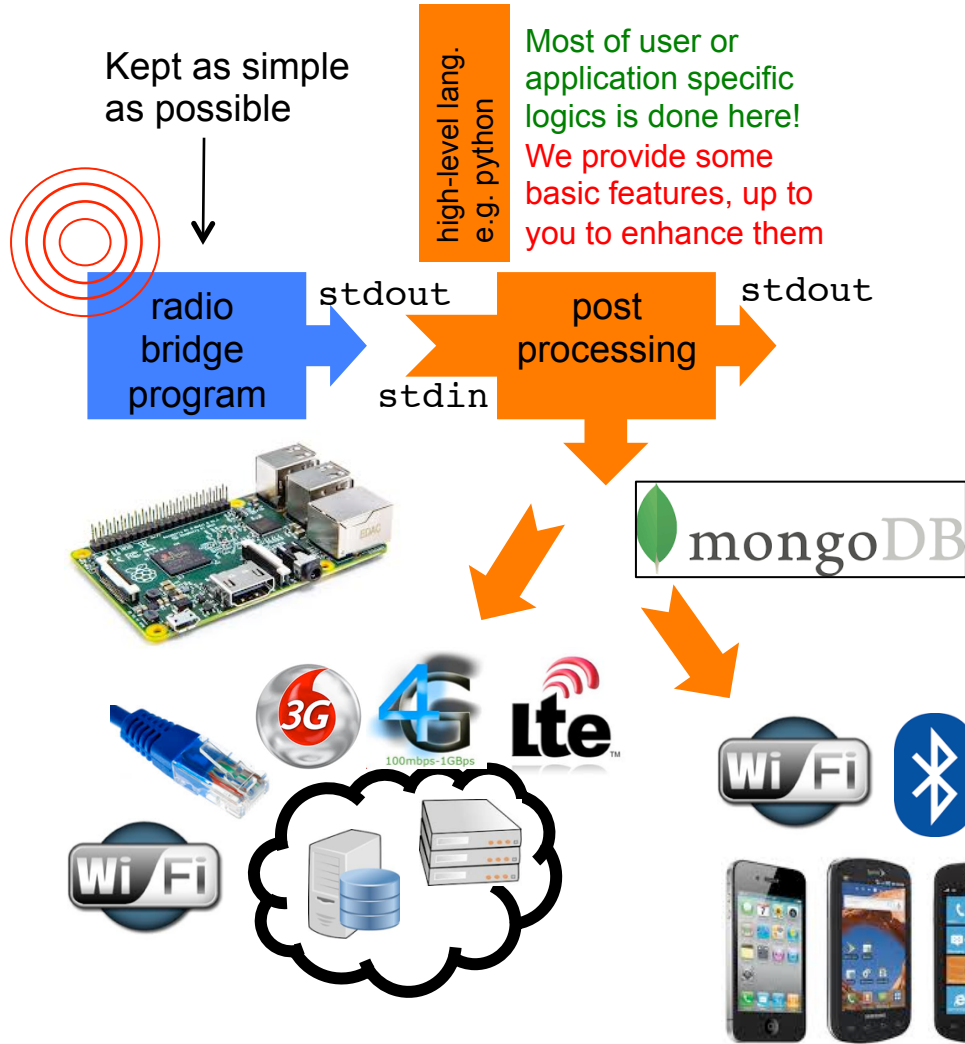 Kept as simple
as possible
high-level lang.
e.g. python
Most of user or
application specific
logics is done here!
We provide some
basic features, up to
you to enhance them
radio
bridge
program
stdout
stdin
post
processing
stdout
EDAC
mongoDB
3G
4G
100mbps-1GBps
Lte
TM
Wi Fi
Wi Fi